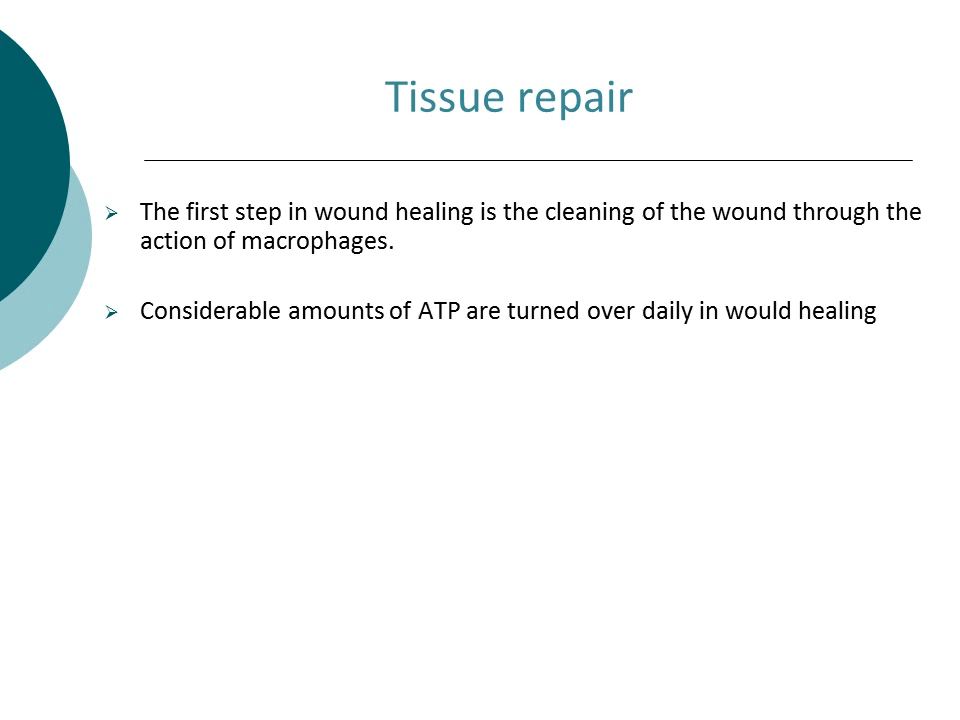 Tissue repair
The first step in wound healing is the cleaning of the wound through the
action of macrophages.
Considerable amounts of ATP are turned over daily in would healing